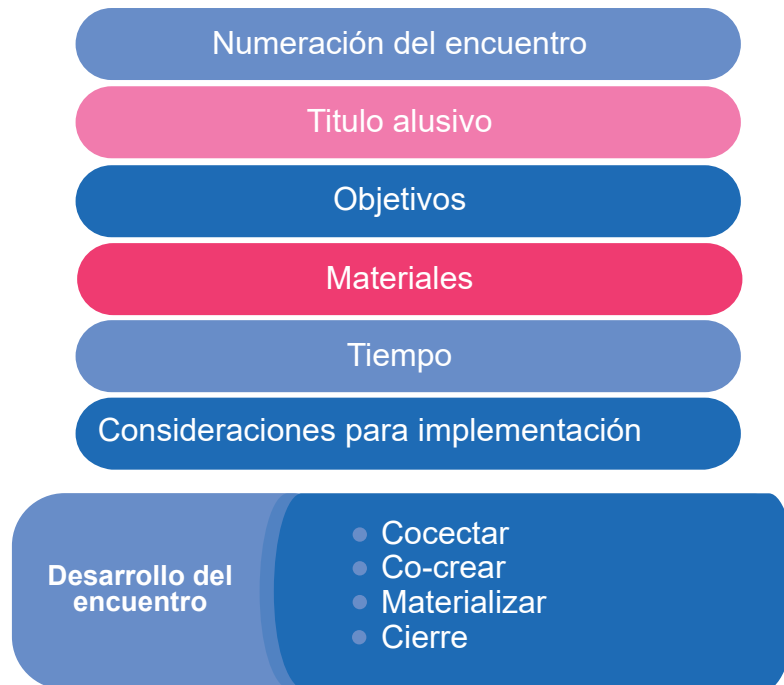 Numeración del encuentro
Titulo alusivo
Objetivos
Materiales
Tiempo
Consideraciones para implementación
Desarrollo del
encuentro
Cocectar
Co-crear
Materializar
Cierre